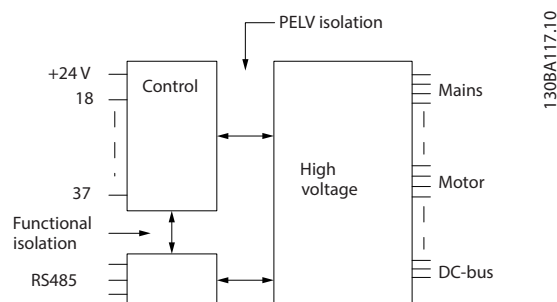 PELV isolation
130BA117.10
+24 V
Control
18
Mains
High
voltage
37
Motor
Functional
isolation
RS485
DC-bus